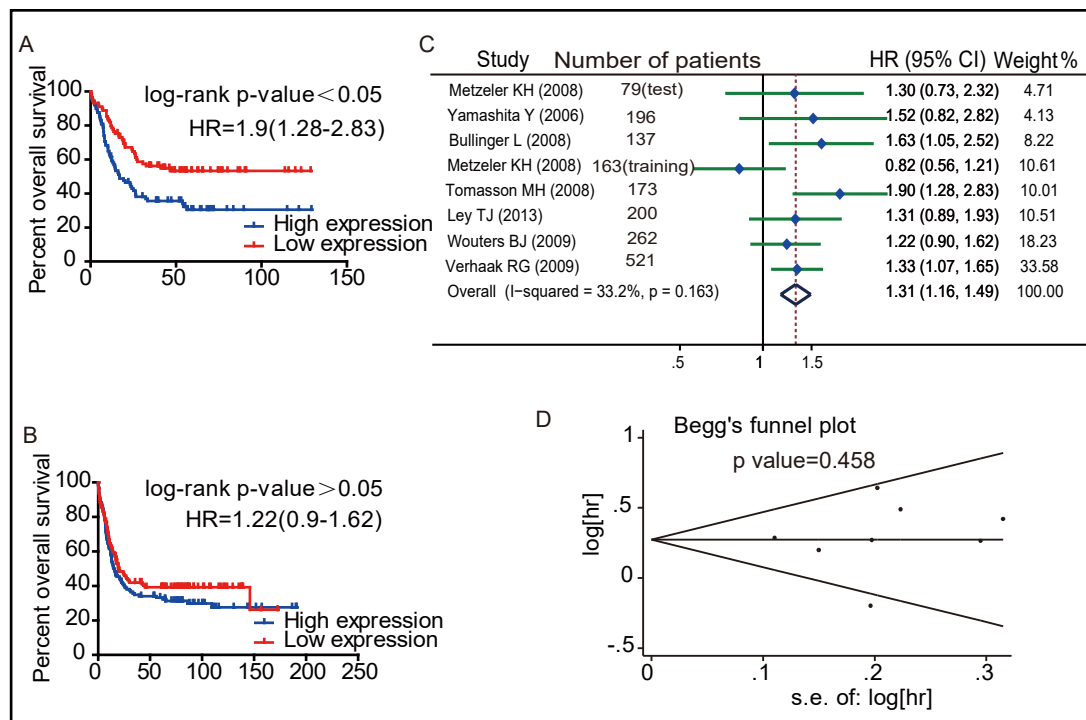 A
Percent overall survival
100
80
60
40
20
0
log-rank p-value<0.05
HR=1.9(1.28-2.83)
High expression
Low expression
0 50 100 150
B
Percent overall survival
100
80
60
40
20
0
log-rank p-value>0.05
HR=1.22(0.9-1.62)
High expression
Low expression
0 50 100 150 200 250
C
Study Number of patients HR (95% CI) Weight%
Metzeler KH (2008) 79(test) 1.30 (0.73, 2.32) 4.71
Yamashita Y (2006) 196 1.52 (0.82, 2.82) 4.13
Bullinger L (2008) 137 1.63 (1.05, 2.52) 8.22
Metzeler KH (2008) 163(training) 0.82 (0.56, 1.21) 10.61
Tomasson MH (2008) 173 1.90 (1.28, 2.83) 10.01
Ley TJ (2013) 200 1.31 (0.89, 1.93) 10.51
Wouters BJ (2009) 262 1.22 (0.90, 1.62) 18.23
Verhaak RG (2009) 521 1.33 (1.07, 1.65) 33.58
Overall (I−squared = 33.2%, p = 0.163) 1.31 (1.16, 1.49) 100.00
.5 1 1.5
D
Begg's funnel plot
p value=0.458
log[hr]
1
.5
0
-.5
0 .1 .2 .3
s.e. of: log[hr]